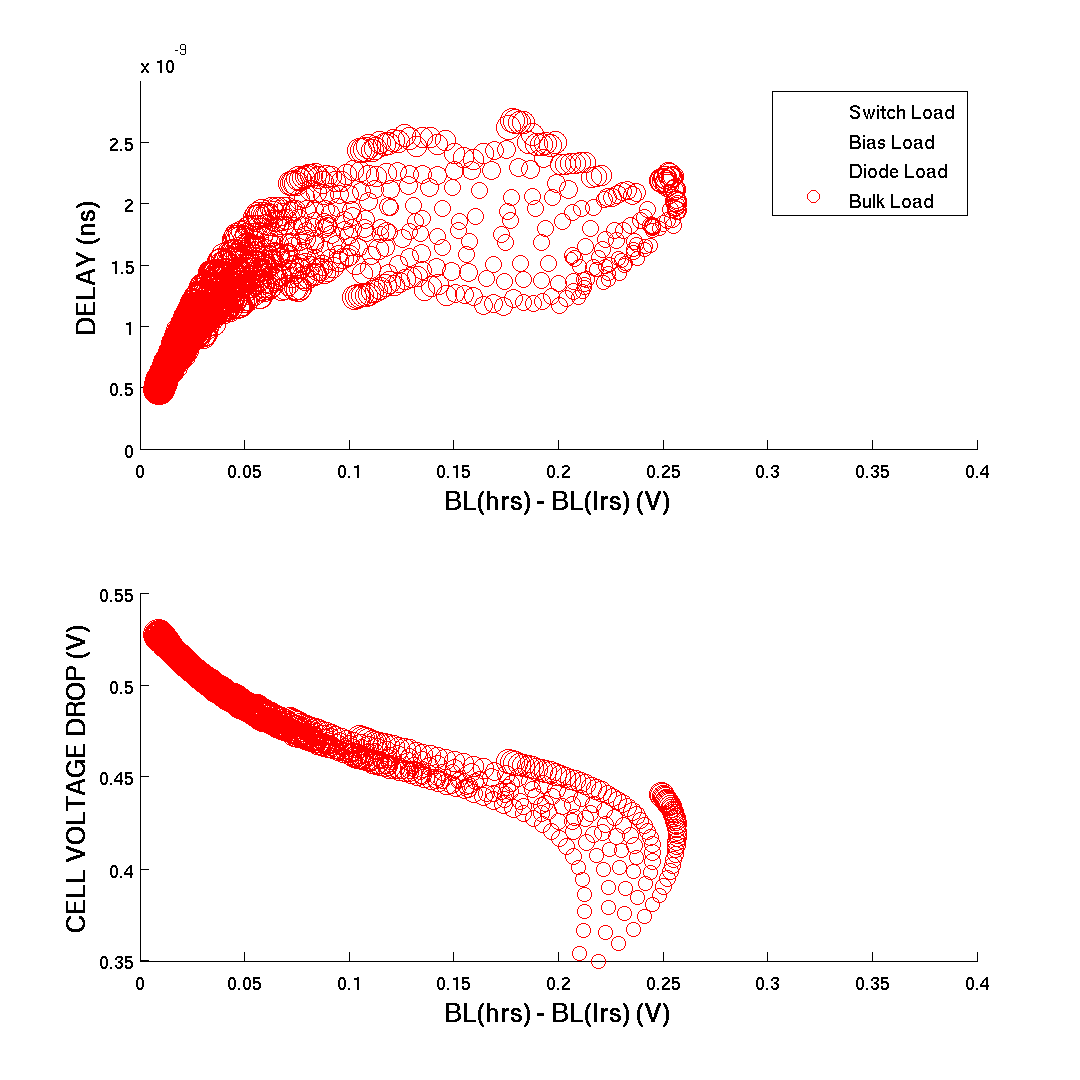 x 10^-9
2.5
2
1.5
1
0.5
0
DELAY (ns)
0 0.05 0.1 0.15 0.2 0.25 0.3 0.35 0.4
BL(hrs) - BL(lrs) (V)
Switch Load
Bias Load
Diode Load
Bulk Load
0.55
0.5
0.45
0.4
0.35
CELL VOLTAGE DROP (V)
0 0.05 0.1 0.15 0.2 0.25 0.3 0.35 0.4
BL(hrs) - BL(lrs) (V)